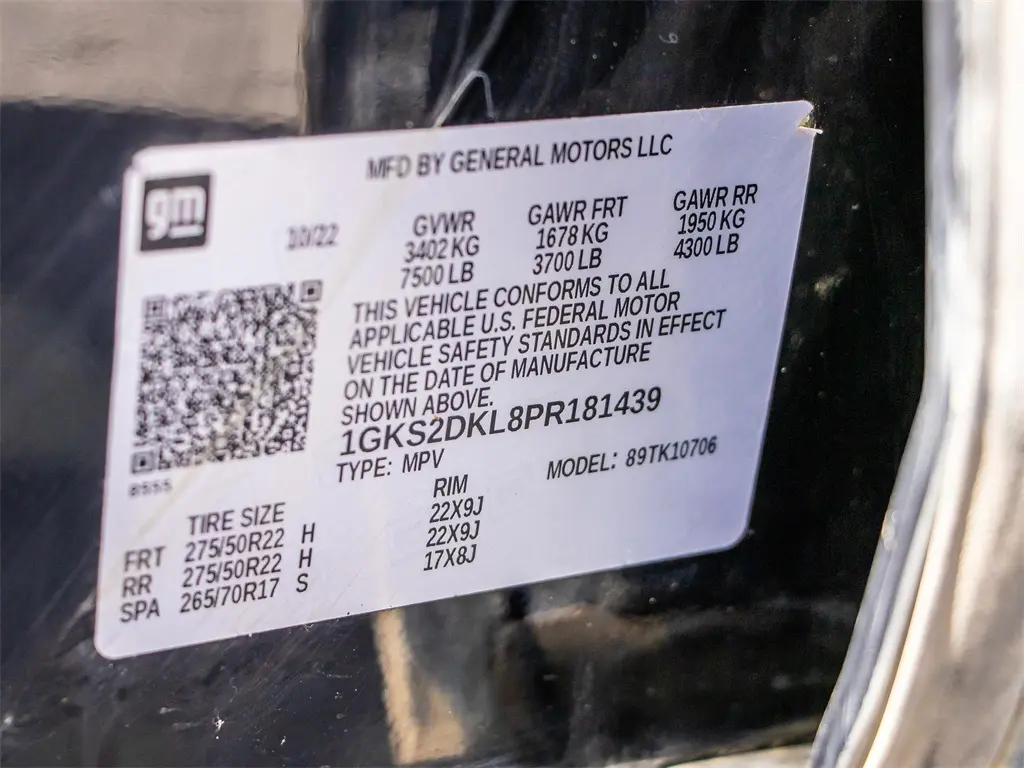 MFD BY GENERAL MOTORS LLC
gm
10/22
GVWR
3402 KG
7500 LB
GAWR FRT
1678 KG
3700 LB
GAWR RR
1950 KG
4300 LB
THIS VEHICLE CONFORMS TO ALL
APPLICABLE U.S. FEDERAL MOTOR
VEHICLE SAFETY STANDARDS IN EFFECT
ON THE DATE OF MANUFACTURE
SHOWN ABOVE.
1GKS2DKL8PR181439
TYPE: MPV
MODEL: 89TK10706
8555
TIRE SIZE
RIM
FRT 275/50R22 H 22X9J
RR 275/50R22 H 22X9J
SPA 265/70R17 S 17X8J